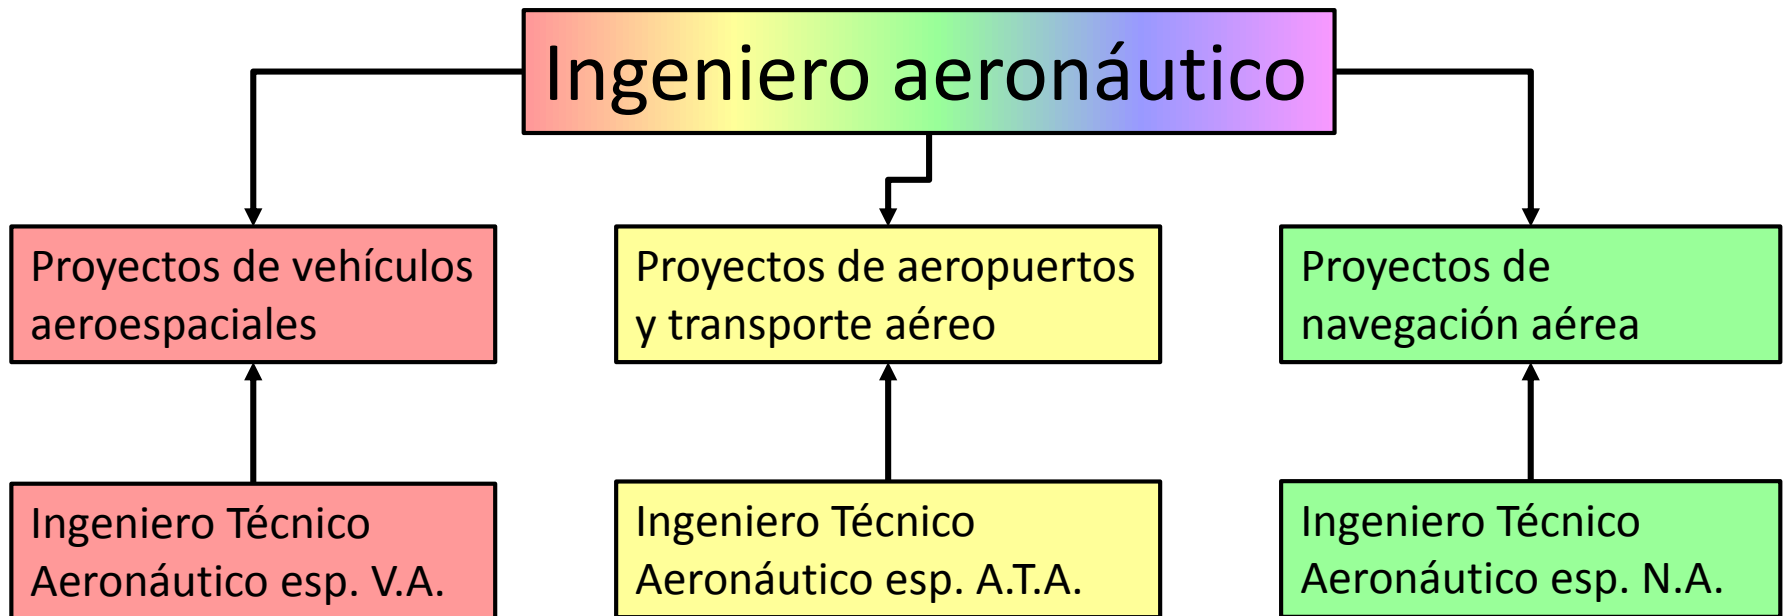 Ingeniero aeronáutico
Proyectos de vehículos
aeroespaciales
Proyectos de aeropuertos
y transporte aéreo
Proyectos de
navegación aérea
Ingeniero Técnico
Aeronáutico esp. V.A.
Ingeniero Técnico
Aeronáutico esp. A.T.A.
Ingeniero Técnico
Aeronáutico esp. N.A.